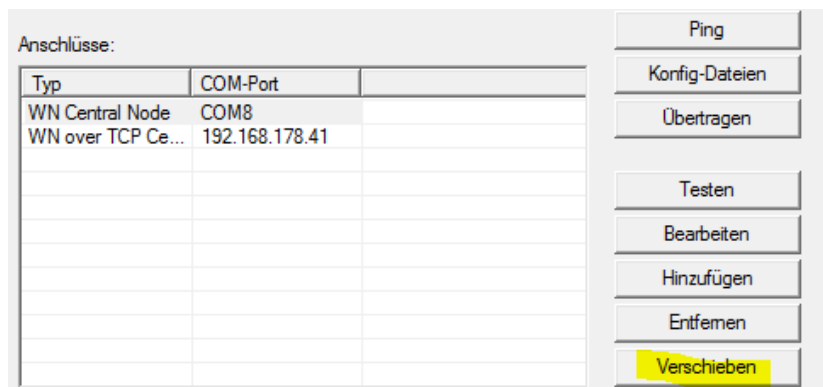 Anschlüsse:
Typ COM-Port
WN Central Node COM8
WN over TCP Ce... 192.168.178.41
Ping
Konfig-Dateien
Übertragen
Testen
Bearbeiten
Hinzufügen
Entfernen
Verschieben